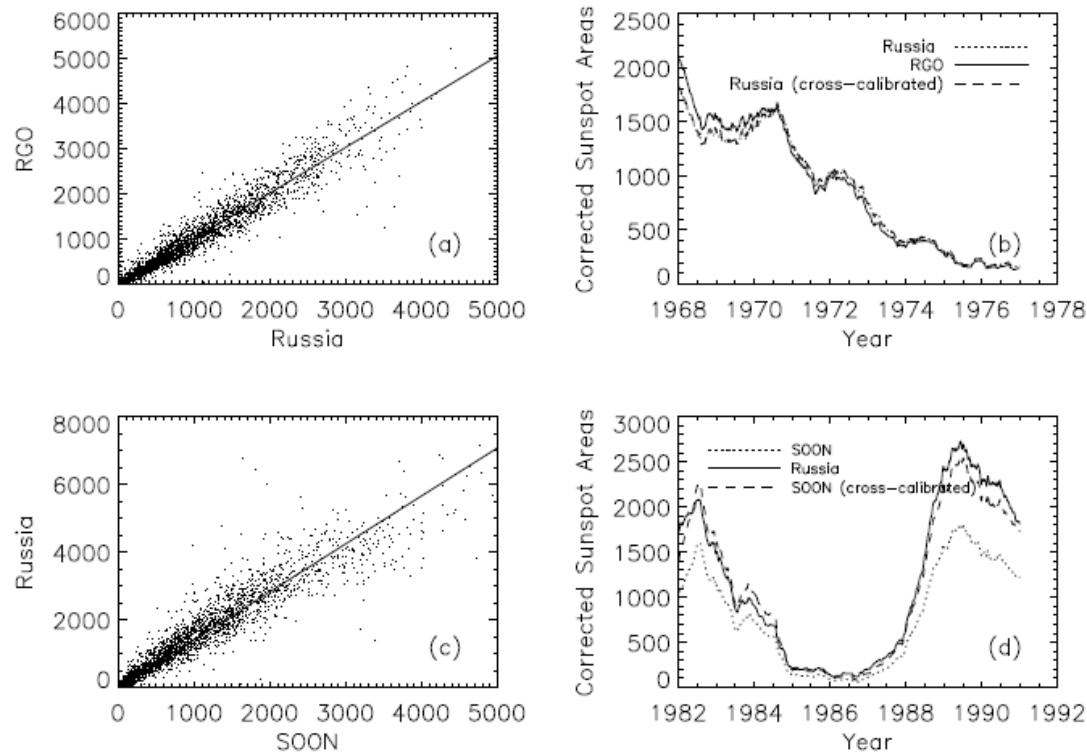 6000
5000
4000
3000
2000
1000
0
RGO
(a)
0 1000 2000 3000 4000 5000
Russia
2500
2000
1500
1000
500
0
Corrected Sunspot Areas
Russia
RGO
Russia (cross-calibrated)
(b)
1968 1970 1972 1974 1976 1978
Year
8000
6000
4000
2000
0
Russia
(c)
0 1000 2000 3000 4000 5000
SOON
3000
2500
2000
1500
1000
500
0
Corrected Sunspot Areas
SOON
Russia
SOON (cross-calibrated)
(d)
1982 1984 1986 1988 1990 1992
Year